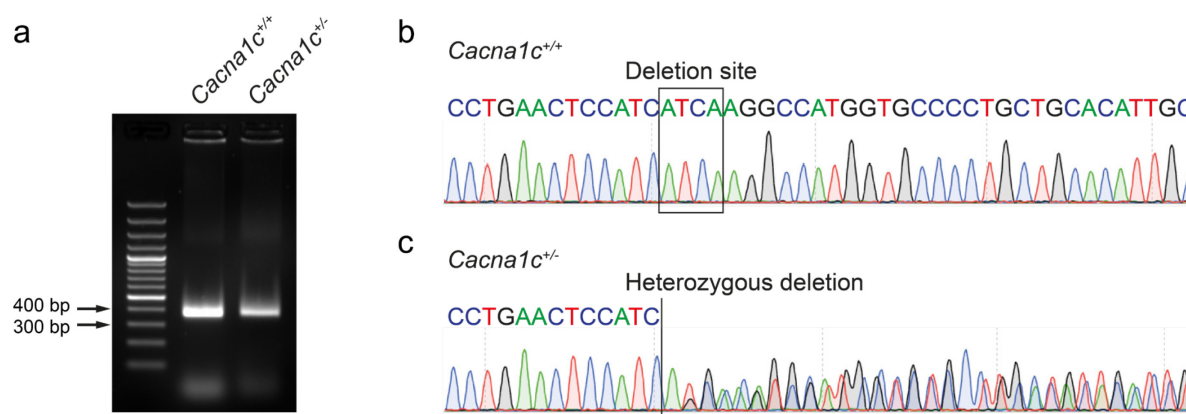 a
Cacna1c+/+
Cacna1c+/-
400 bp
300 bp
b
Cacna1c+/+
Deletion site
CCTGAACTCCATCATCAAGGCCATGGTGCCCCTGCTGCACATTGC
c
Cacna1c+/-
Heterozygous deletion
CCTGAACTCCATC